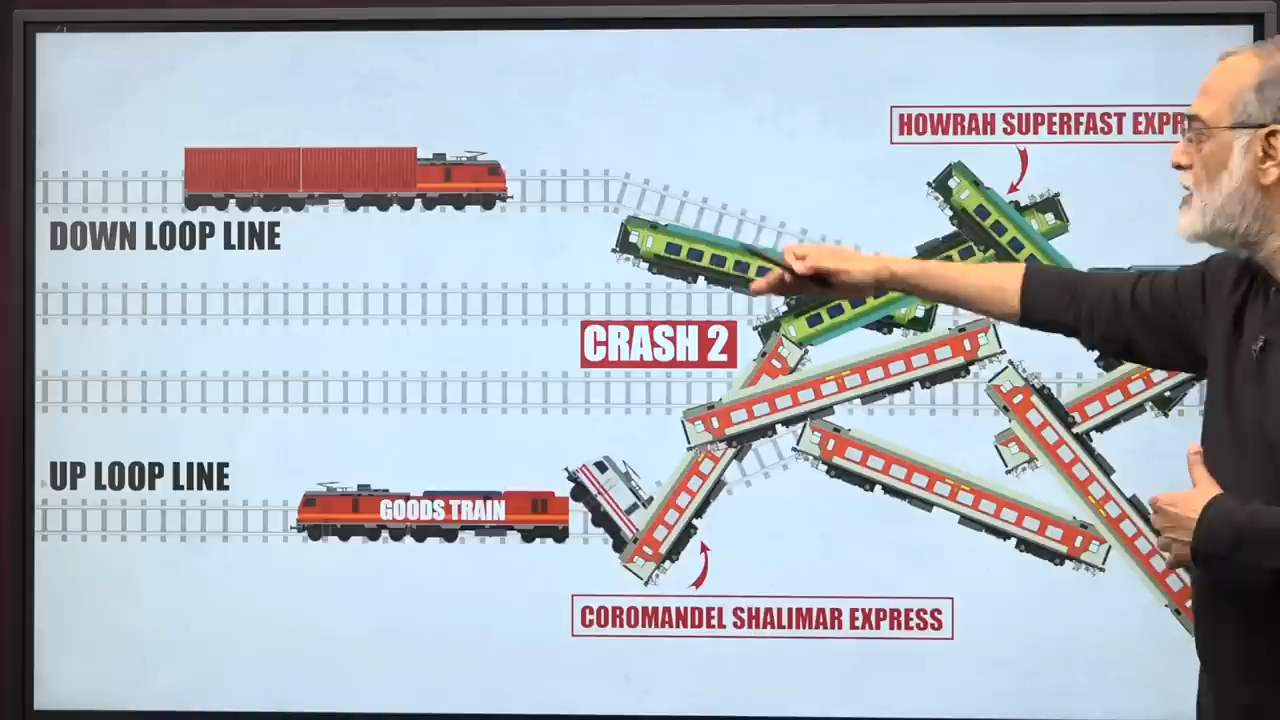 HOWRAH SUPERFAST EXPR
DOWN LOOP LINE
CRASH 2
UP LOOP LINE
GOODS TRAIN
COROMANDEL SHALIMAR EXPRESS